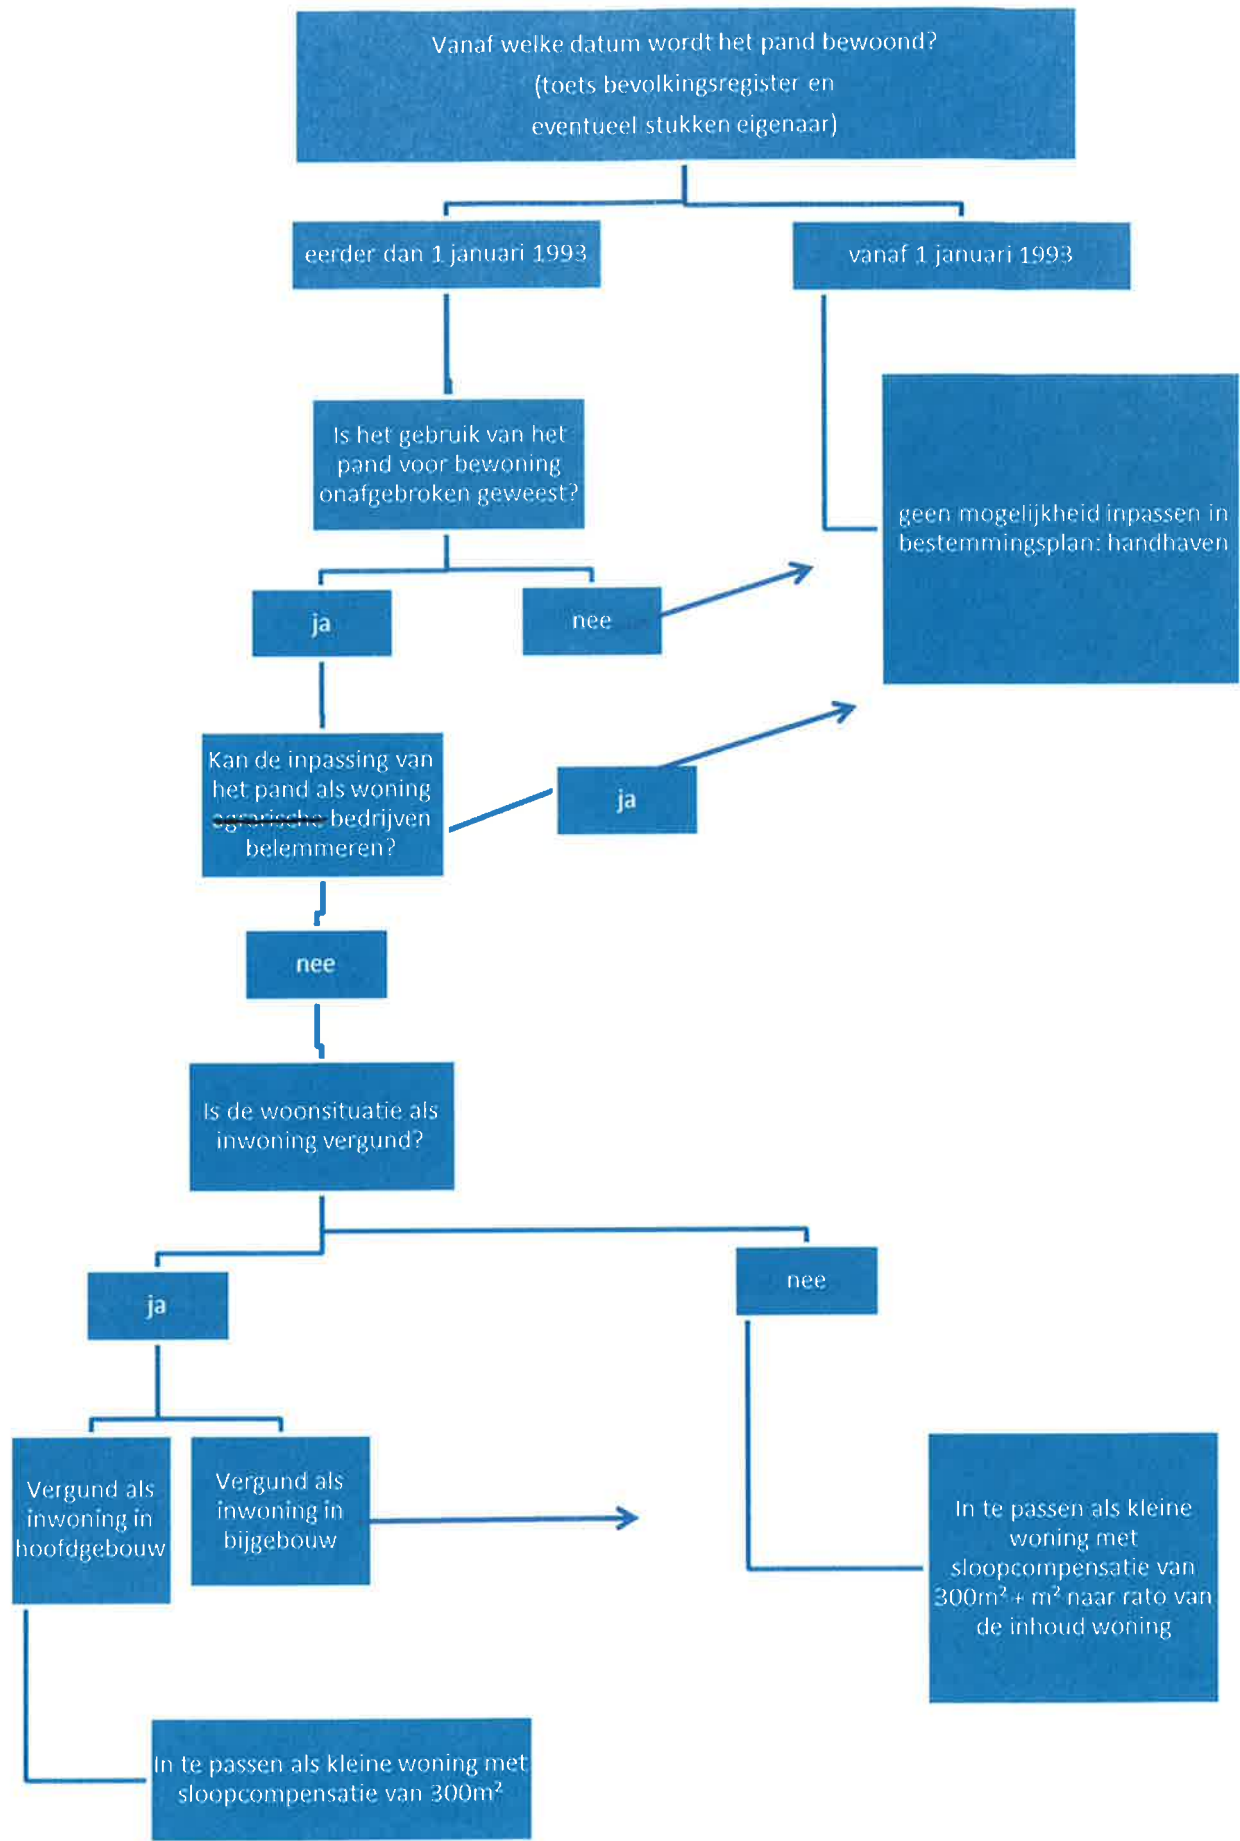 Vanaf welke datum wordt het pand bewoond?
(toets bevolkingsregister en
eventueel stukken eigenaar)
eerder dan 1 januari 1993
vanaf 1 januari 1993
Is het gebruik van het
pand voor bewoning
onafgebroken geweest?
geen mogelijkheid inpassen in
bestemmingsplan: handhaven
ja
nee
Kan de inpassing van
het pand als woning
agrarische bedrijven
belemmeren?
ja
nee
Is de woonsituatie als
inwoning vergund?
ja
nee
Vergund als
inwoning in
hoofdgebouw
Vergund als
inwoning in
bijgebouw
In te passen als kleine
woning met
sloopcompensatie van
300m² + m² naar rato van
de inhoud woning
In te passen als kleine woning met
sloopcompensatie van 300m²